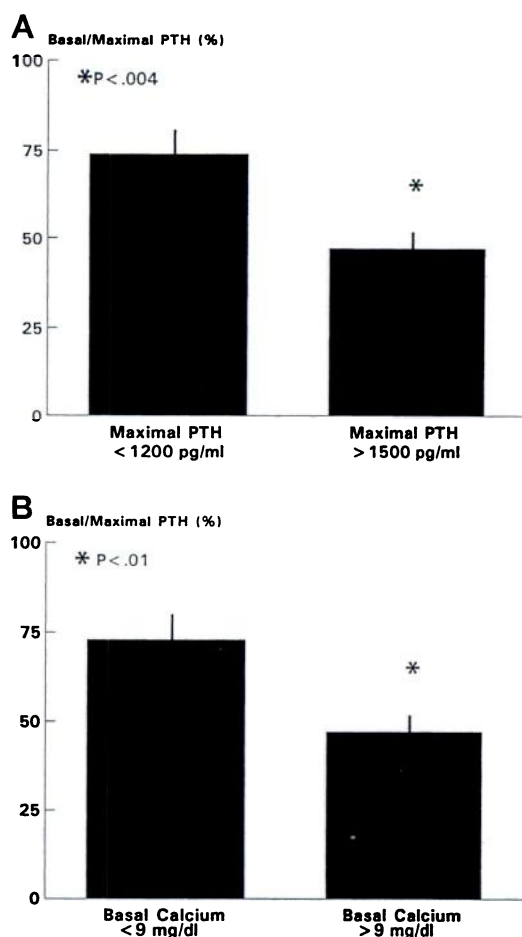 A
Basal/Maximal PTH (%)
100
*P<.004
75
*
50
25
0
Maximal PTH
< 1200 pg/ml
Maximal PTH
> 1500 pg/ml
B
Basal/Maximal PTH (%)
100
* P<.01
75
*
50
25
0
Basal Calcium
<9 mg/dl
Basal Calcium
>9 mg/dl